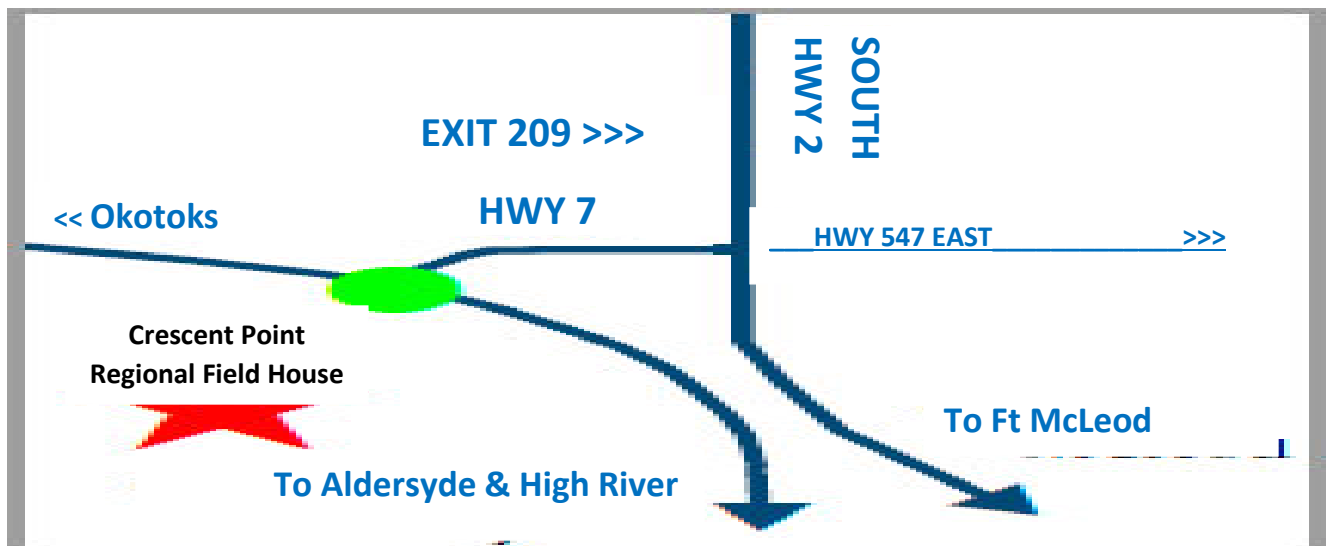 SOUTH
HWY 2
EXIT 209 >>>
<< Okotoks
HWY 7
HWY 547 EAST >>>
Crescent Point
Regional Field House
To Ft McLeod
To Aldersyde & High River